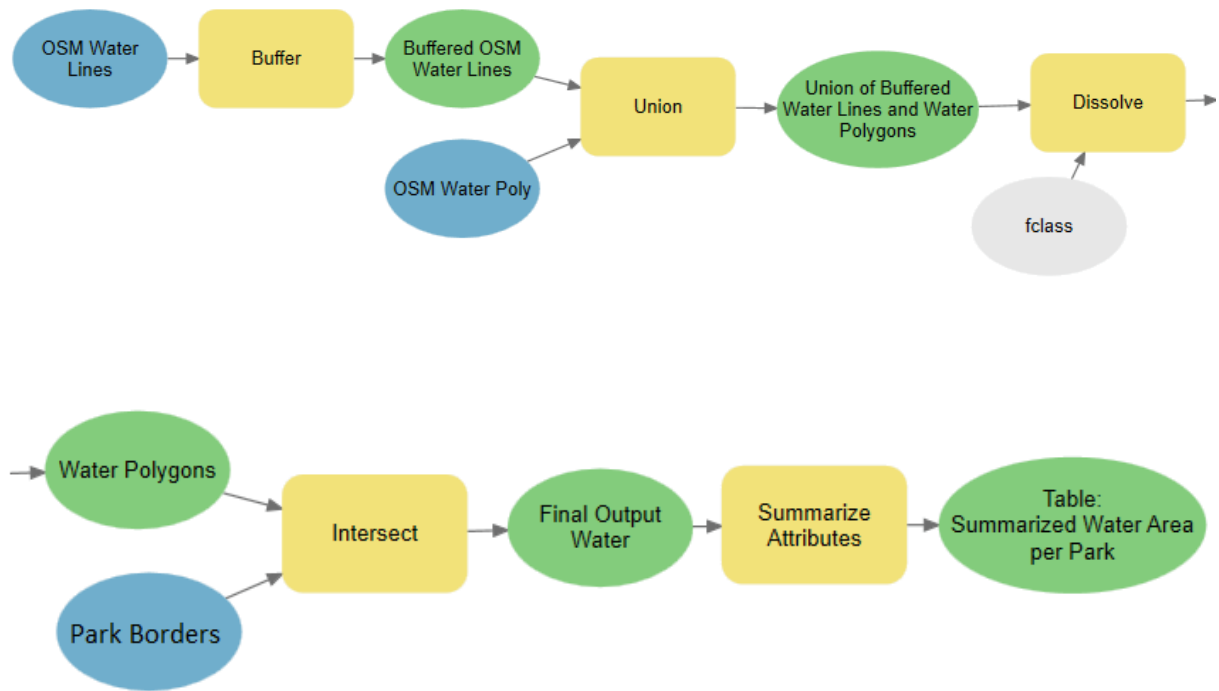 OSM Water
Lines
Buffer
Buffered OSM
Water Lines
OSM Water Poly
Union
Union of Buffered
Water Lines and Water
Polygons
Dissolve
fclass
Water Polygons
Park Borders
Intersect
Final Output
Water
Summarize
Attributes
Table:
Summarized Water Area
per Park